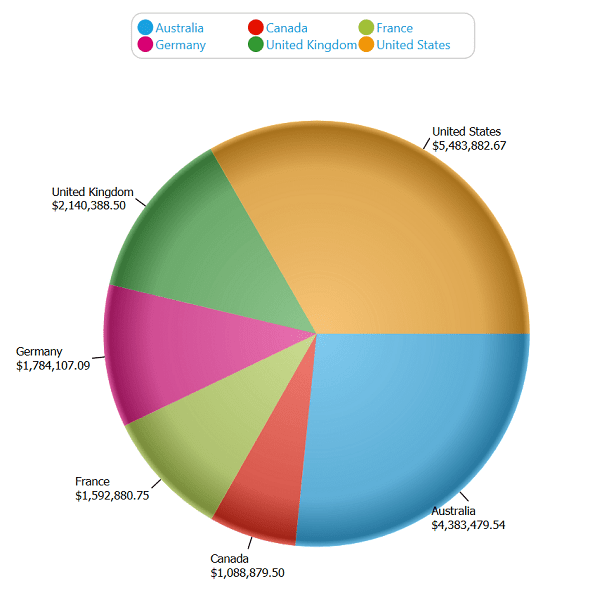 Australia
Canada
France
Germany
United Kingdom
United States
United States
$5,483,882.67
United Kingdom
$2,140,388.50
Germany
$1,784,107.09
France
$1,592,880.75
Australia
$4,383,479.54
Canada
$1,088,879.50